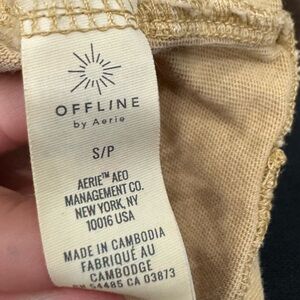 OFFLINE
by Aerie
S/P
AERIE™ AEO
MANAGEMENT CO.
NEW YORK, NY
10016 USA
MADE IN CAMBODIA
FABRIQUÉ AU
CAMBODGE
54485 CA 03873